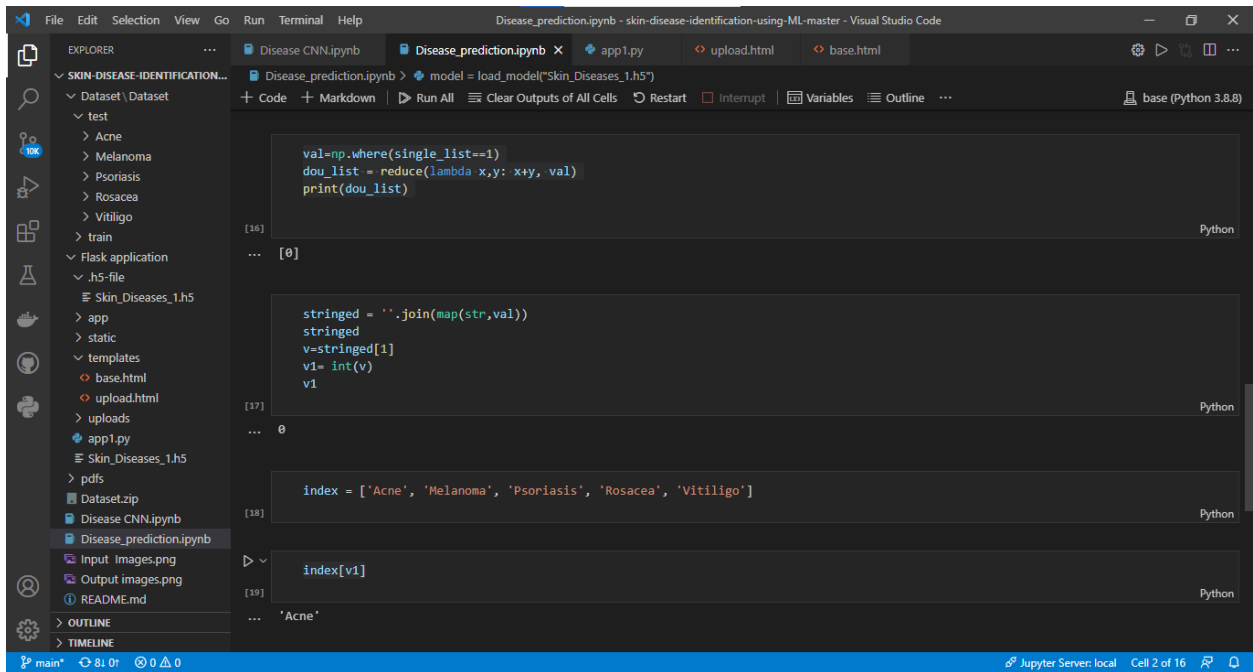 File Edit Selection View Go Run Terminal Help Disease_prediction.ipynb - skin-disease-identification-using-ML-master - Visual Studio Code
EXPLORER
SKIN-DISEASE-IDENTIFICATION...
Dataset\Dataset
test
Acne
Melanoma
Psoriasis
Rosacea
Vitiligo
train
Flask application
.h5-file
Skin_Diseases_1.h5
app
static
templates
base.html
upload.html
uploads
app1.py
Skin_Diseases_1.h5
pdfs
Dataset.zip
Disease CNN.ipynb
Disease_prediction.ipynb
Input Images.png
Output images.png
README.md
OUTLINE
TIMELINE
10K
Disease CNN.ipynb Disease_prediction.ipynb app1.py upload.html base.html
Disease_prediction.ipynb > model = load_model("Skin_Diseases_1.h5")
+ Code + Markdown Run All Clear Outputs of All Cells Restart Interrupt Variables Outline ... base (Python 3.8.8)
val=np.where(single_list==1)
dou_list = reduce(lambda x,y: x+y, val)
print(dou_list)
[16] Python
... [0]
stringed = ''.join(map(str,val))
stringed
v=stringed[1]
v1= int(v)
v1
[17] Python
... 0
index = ['Acne', 'Melanoma', 'Psoriasis', 'Rosacea', 'Vitiligo']
[18] Python
index[v1]
[19] Python
... 'Acne'
main* 8↓ 0↑ 0 0 Jupyter Server: local Cell 2 of 16